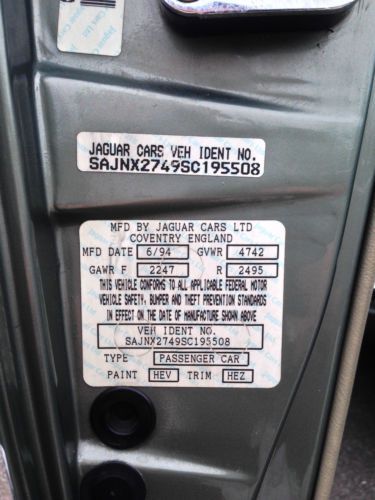 Jaguar Cars Ltd
JAGUAR CARS VEH IDENT NO.
SAJNX2749SC195508
MFD BY JAGUAR CARS LTD
COVENTRY ENGLAND
MFD DATE 6/94 GVWR 4742
GAWR F 2247 R 2495
THIS VEHICLE CONFORMS TO ALL APPLICABLE FEDERAL MOTOR
VEHICLE SAFETY, BUMPER AND THEFT PREVENTION STANDARDS
IN EFFECT ON THE DATE OF MANUFACTURE SHOWN ABOVE
VEH IDENT NO.
SAJNX2749SC195508
TYPE PASSENGER CAR
PAINT HEV TRIM HEZ